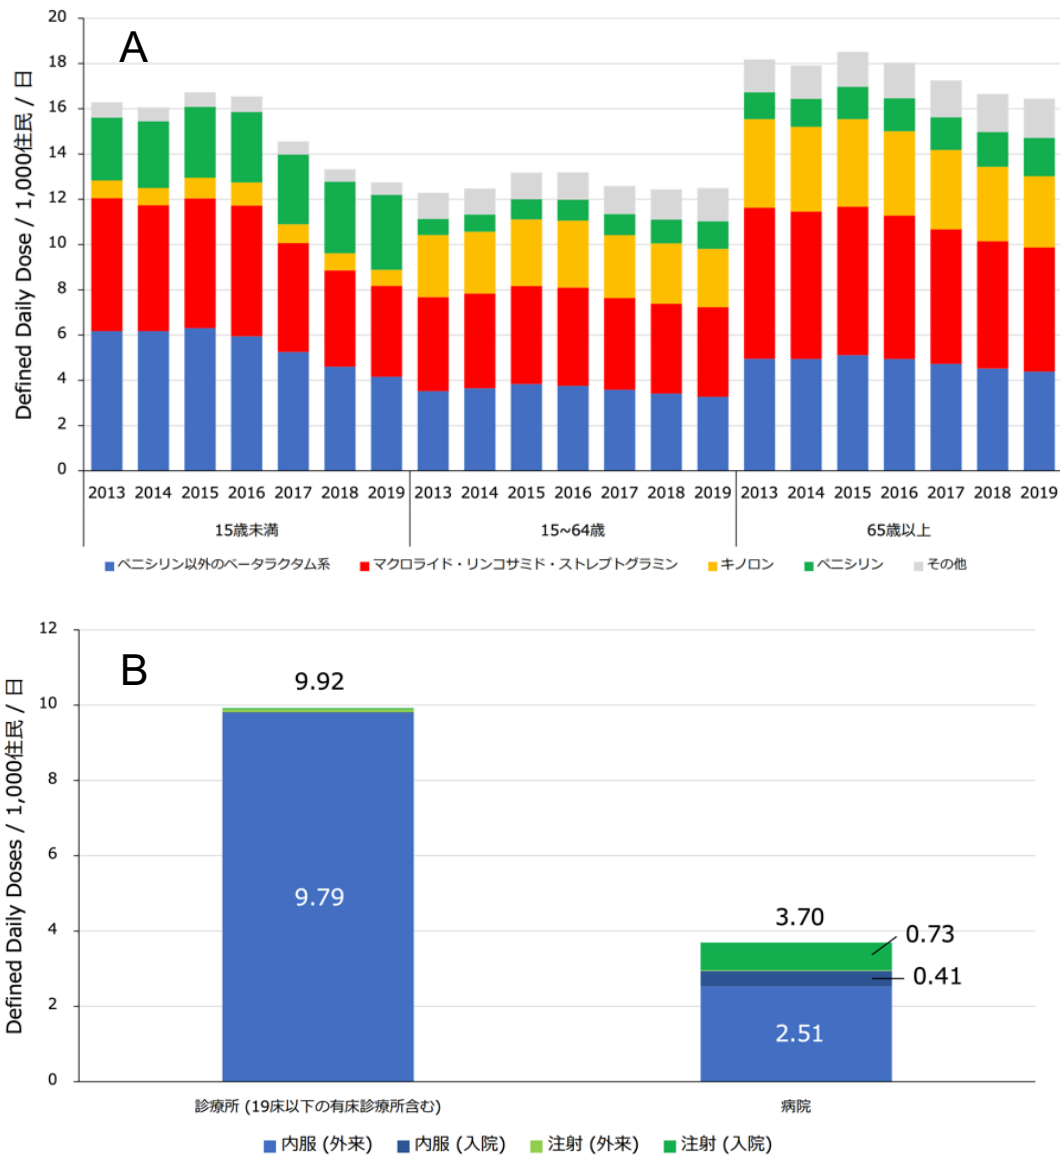 A
Defined Daily Dose / 1,000住民 / 日
20
18
16
14
12
10
8
6
4
2
0
2013 2014 2015 2016 2017 2018 2019 2013 2014 2015 2016 2017 2018 2019 2013 2014 2015 2016 2017 2018 2019
15歳未満 15~64歳 65歳以上
ペニシリン以外のベータラクタム系 マクロライド・リンコサミド・ストレプトグラミン キノロン ペニシリン その他
B
Defined Daily Doses / 1,000住民 / 日
12
10
8
6
4
2
0
9.92
9.79
3.70
0.73
0.41
2.51
診療所 (19床以下の有床診療所含む) 病院
内服 (外来) 内服 (入院) 注射 (外来) 注射 (入院)